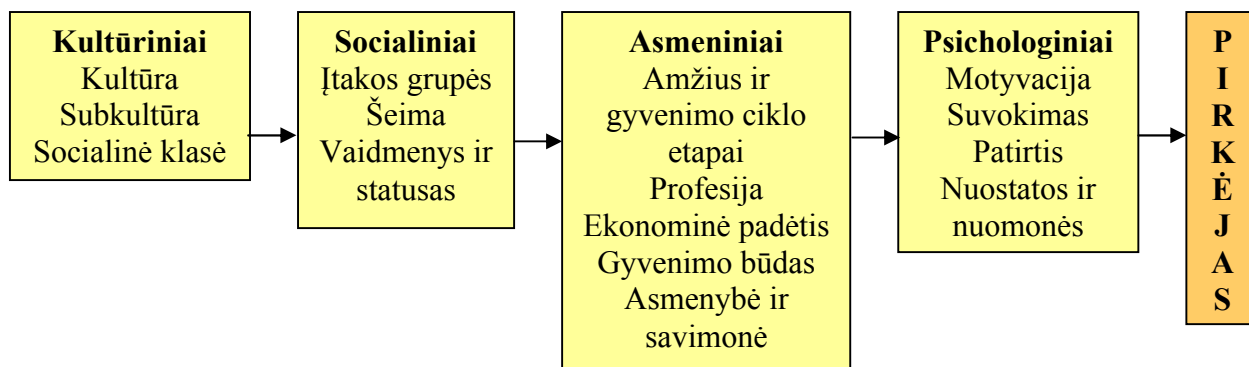 Kultūriniai
Kultūra
Subkultūra
Socialinė klasė
Socialiniai
Įtakos grupės
Šeima
Vaidmenys ir
statusas
Asmeniniai
Amžius ir
gyvenimo ciklo
etapai
Profesija
Ekonominė padėtis
Gyvenimo būdas
Asmenybė ir
savimonė
Psichologiniai
Motyvacija
Suvokimas
Patirtis
Nuostatos ir
nuomonės
P
I
R
K
Ė
J
A
S